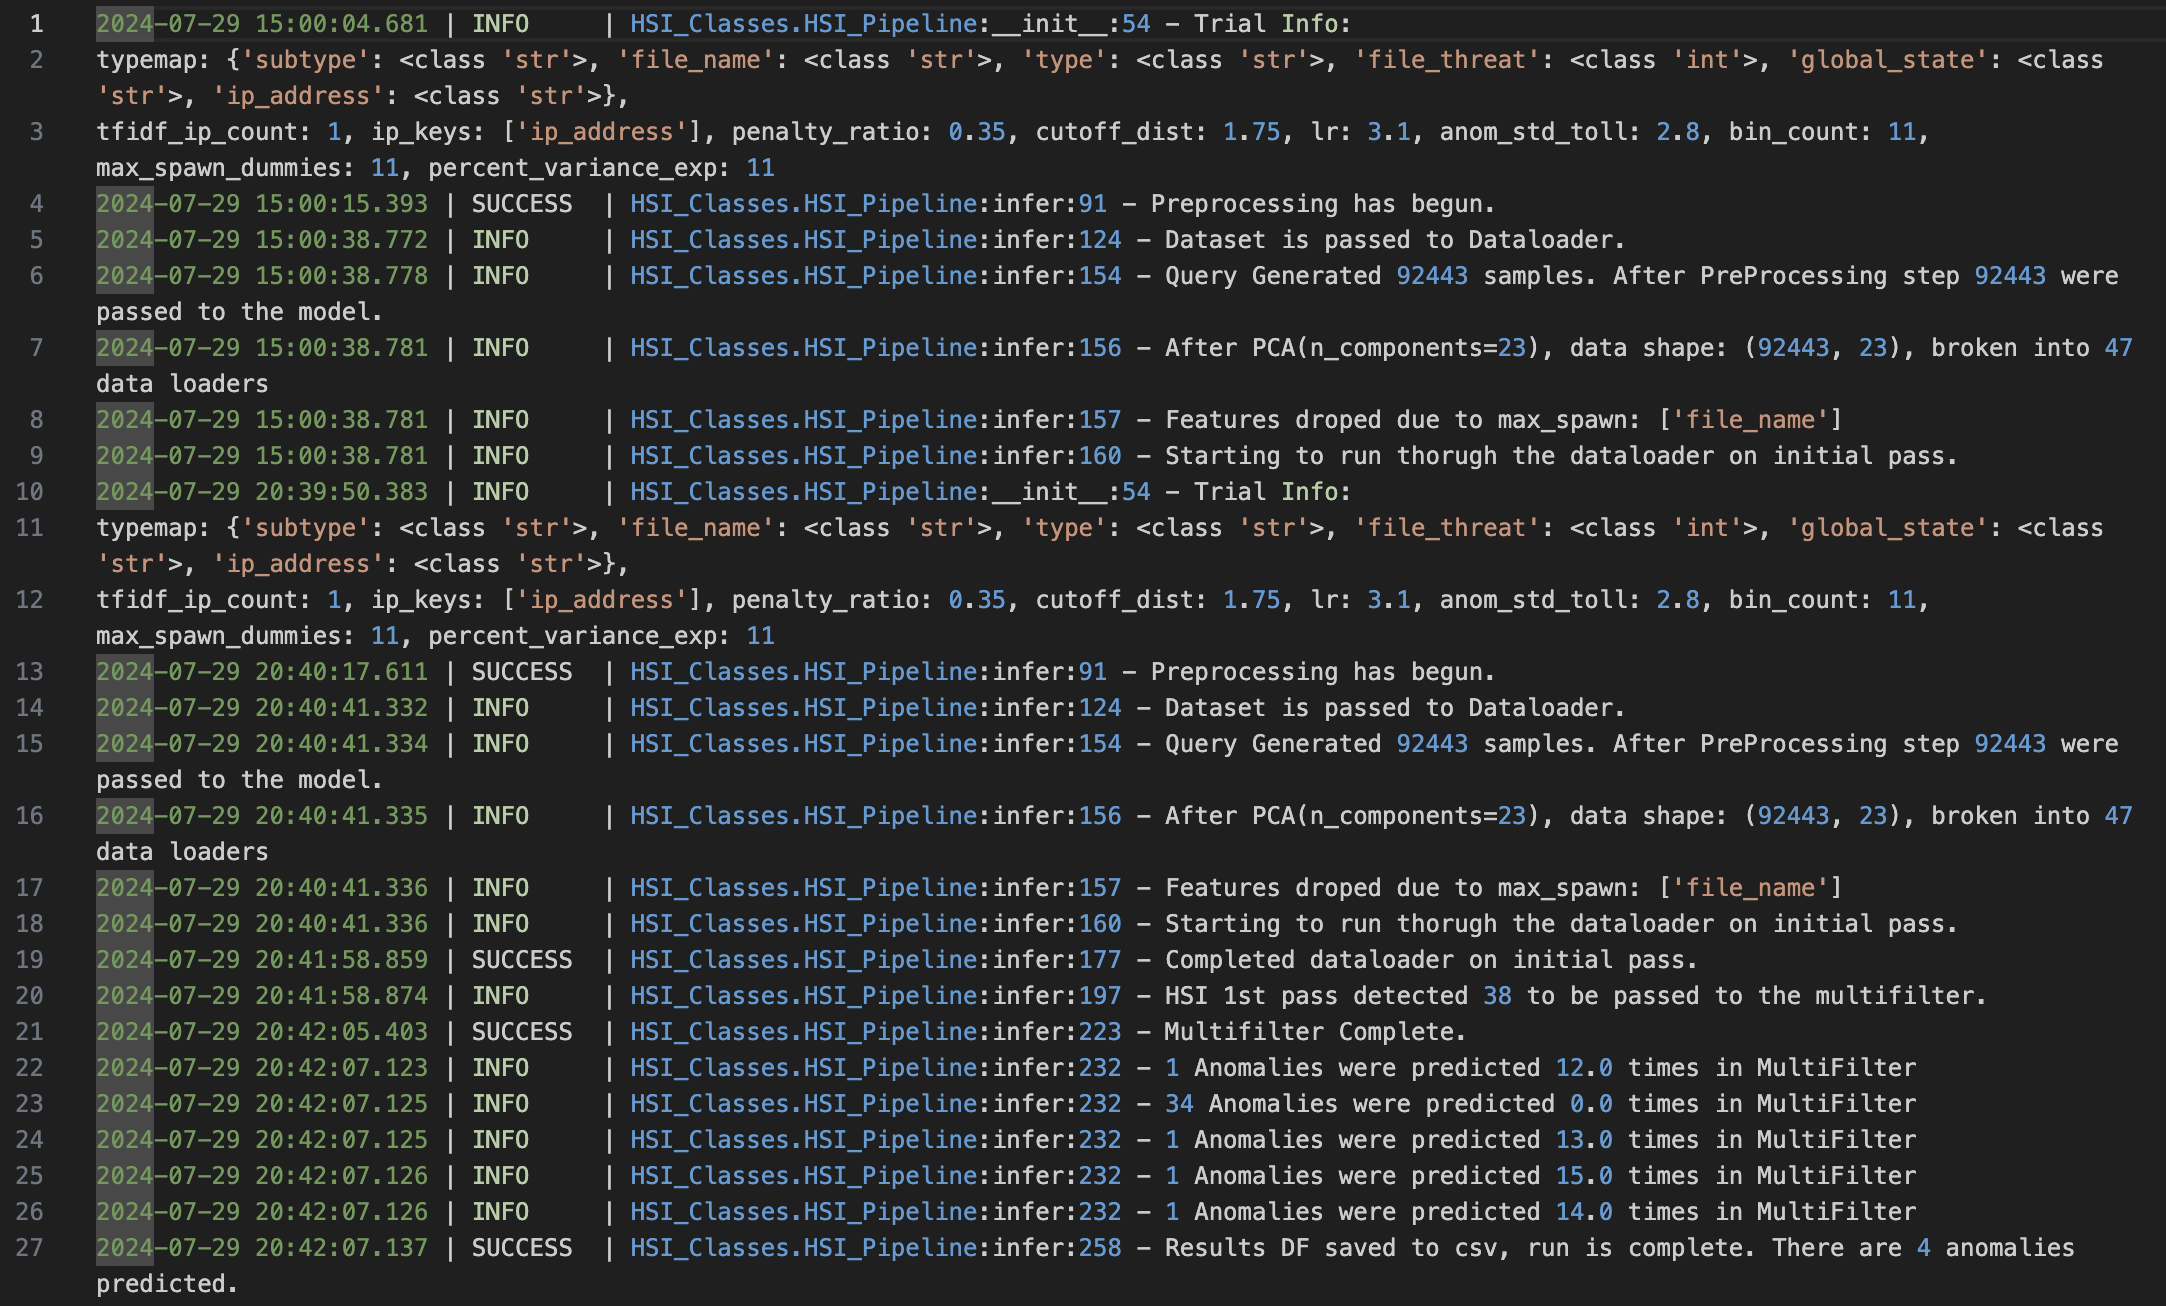 1 2024-07-29 15:00:04.681 | INFO     | HSI_Classes.HSI_Pipeline:__init__:54 - Trial Info:
2 typemap: {'subtype': <class 'str'>, 'file_name': <class 'str'>, 'type': <class 'str'>, 'file_threat': <class 'int'>, 'global_state': <class
'str'>, 'ip_address': <class 'str'>},
3 tfidf_ip_count: 1, ip_keys: ['ip_address'], penalty_ratio: 0.35, cutoff_dist: 1.75, lr: 3.1, anom_std_toll: 2.8, bin_count: 11,
max_spawn_dummies: 11, percent_variance_exp: 11
4 2024-07-29 15:00:15.393 | SUCCESS  | HSI_Classes.HSI_Pipeline:infer:91 - Preprocessing has begun.
5 2024-07-29 15:00:38.772 | INFO     | HSI_Classes.HSI_Pipeline:infer:124 - Dataset is passed to Dataloader.
6 2024-07-29 15:00:38.778 | INFO     | HSI_Classes.HSI_Pipeline:infer:154 - Query Generated 92443 samples. After PreProcessing step 92443 were
passed to the model.
7 2024-07-29 15:00:38.781 | INFO     | HSI_Classes.HSI_Pipeline:infer:156 - After PCA(n_components=23), data shape: (92443, 23), broken into 47
data loaders
8 2024-07-29 15:00:38.781 | INFO     | HSI_Classes.HSI_Pipeline:infer:157 - Features droped due to max_spawn: ['file_name']
9 2024-07-29 15:00:38.781 | INFO     | HSI_Classes.HSI_Pipeline:infer:160 - Starting to run thorugh the dataloader on initial pass.
10 2024-07-29 20:39:50.383 | INFO     | HSI_Classes.HSI_Pipeline:__init__:54 - Trial Info:
11 typemap: {'subtype': <class 'str'>, 'file_name': <class 'str'>, 'type': <class 'str'>, 'file_threat': <class 'int'>, 'global_state': <class
'str'>, 'ip_address': <class 'str'>},
12 tfidf_ip_count: 1, ip_keys: ['ip_address'], penalty_ratio: 0.35, cutoff_dist: 1.75, lr: 3.1, anom_std_toll: 2.8, bin_count: 11,
max_spawn_dummies: 11, percent_variance_exp: 11
13 2024-07-29 20:40:17.611 | SUCCESS  | HSI_Classes.HSI_Pipeline:infer:91 - Preprocessing has begun.
14 2024-07-29 20:40:41.332 | INFO     | HSI_Classes.HSI_Pipeline:infer:124 - Dataset is passed to Dataloader.
15 2024-07-29 20:40:41.334 | INFO     | HSI_Classes.HSI_Pipeline:infer:154 - Query Generated 92443 samples. After PreProcessing step 92443 were
passed to the model.
16 2024-07-29 20:40:41.335 | INFO     | HSI_Classes.HSI_Pipeline:infer:156 - After PCA(n_components=23), data shape: (92443, 23), broken into 47
data loaders
17 2024-07-29 20:40:41.336 | INFO     | HSI_Classes.HSI_Pipeline:infer:157 - Features droped due to max_spawn: ['file_name']
18 2024-07-29 20:40:41.336 | INFO     | HSI_Classes.HSI_Pipeline:infer:160 - Starting to run thorugh the dataloader on initial pass.
19 2024-07-29 20:41:58.859 | SUCCESS  | HSI_Classes.HSI_Pipeline:infer:177 - Completed dataloader on initial pass.
20 2024-07-29 20:41:58.874 | INFO     | HSI_Classes.HSI_Pipeline:infer:197 - HSI 1st pass detected 38 to be passed to the multifilter.
21 2024-07-29 20:42:05.403 | SUCCESS  | HSI_Classes.HSI_Pipeline:infer:223 - Multifilter Complete.
22 2024-07-29 20:42:07.123 | INFO     | HSI_Classes.HSI_Pipeline:infer:232 - 1 Anomalies were predicted 12.0 times in MultiFilter
23 2024-07-29 20:42:07.125 | INFO     | HSI_Classes.HSI_Pipeline:infer:232 - 34 Anomalies were predicted 0.0 times in MultiFilter
24 2024-07-29 20:42:07.125 | INFO     | HSI_Classes.HSI_Pipeline:infer:232 - 1 Anomalies were predicted 13.0 times in MultiFilter
25 2024-07-29 20:42:07.126 | INFO     | HSI_Classes.HSI_Pipeline:infer:232 - 1 Anomalies were predicted 15.0 times in MultiFilter
26 2024-07-29 20:42:07.126 | INFO     | HSI_Classes.HSI_Pipeline:infer:232 - 1 Anomalies were predicted 14.0 times in MultiFilter
27 2024-07-29 20:42:07.137 | SUCCESS  | HSI_Classes.HSI_Pipeline:infer:258 - Results DF saved to csv, run is complete. There are 4 anomalies
predicted.